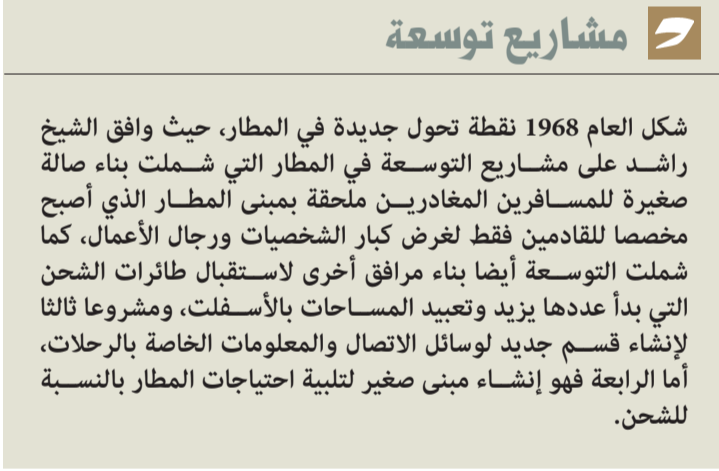 مشاريع توسعة
شكل العام 1968 نقطة تحول جديدة في المطار، حيث وافق الشيخ
راشد على مشاريع التوسعة في المطار التي شملت بناء صالة
صغيرة للمسافرين المغادرين ملحقة بمبنى المطار الذي أصبح
مخصصا للقادمين فقط لغرض كبار الشخصيات ورجال الأعمال، كما
شملت التوسعة أيضا بناء مرافق أخرى لاستقبال طائرات الشحن
التي بدأ عددها يزيد وتعبيد المساحات بالأسفلت، ومشروعا ثالثا
لإنشاء قسم جديد لوسائل الاتصال والمعلومات الخاصة بالرحلات،
أما الرابعة فهو إنشاء مبنى صغير لتلبية احتياجات المطار بالنسبة
للشحن.